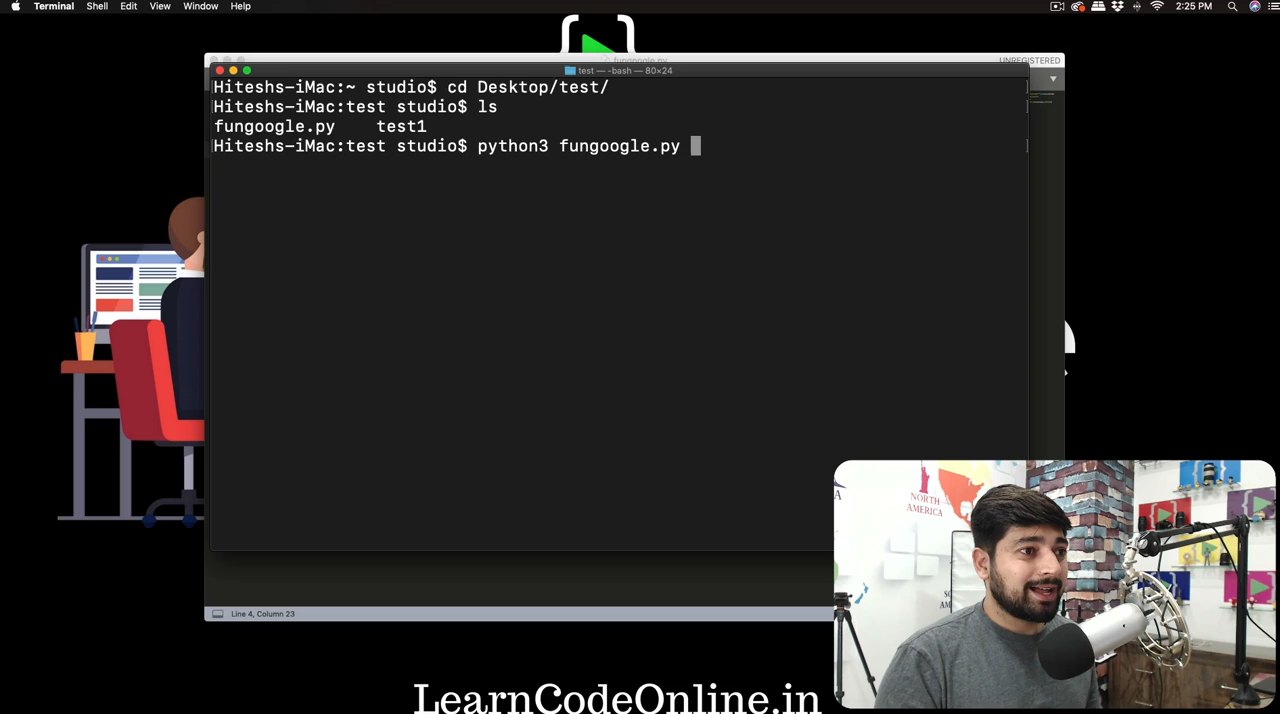 Terminal Shell Edit View Window Help 2:25 PM
fungoogle.py UNREGISTERED
test — -bash — 80×24
Hiteshs-iMac:~ studio$ cd Desktop/test/
Hiteshs-iMac:test studio$ ls
fungoogle.py test1
Hiteshs-iMac:test studio$ python3 fungoogle.py
NORTH
AMERICA
Line 4, Column 23
LearnCodeOnline.in